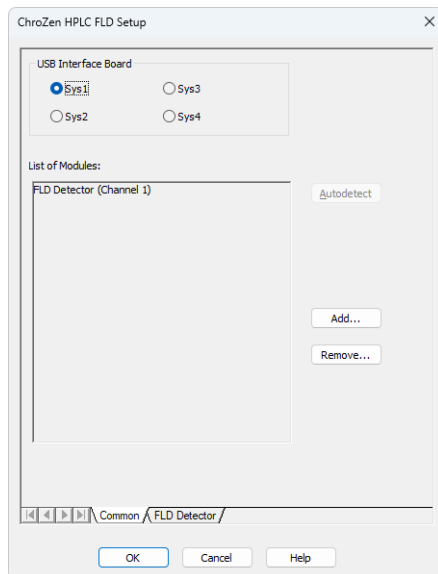 ChroZen HPLC FLD Setup
USB Interface Board
Sys1
Sys3
Sys2
Sys4
List of Modules:
FLD Detector (Channel 1)
Autodetect
Add...
Remove...
Common
FLD Detector
OK
Cancel
Help